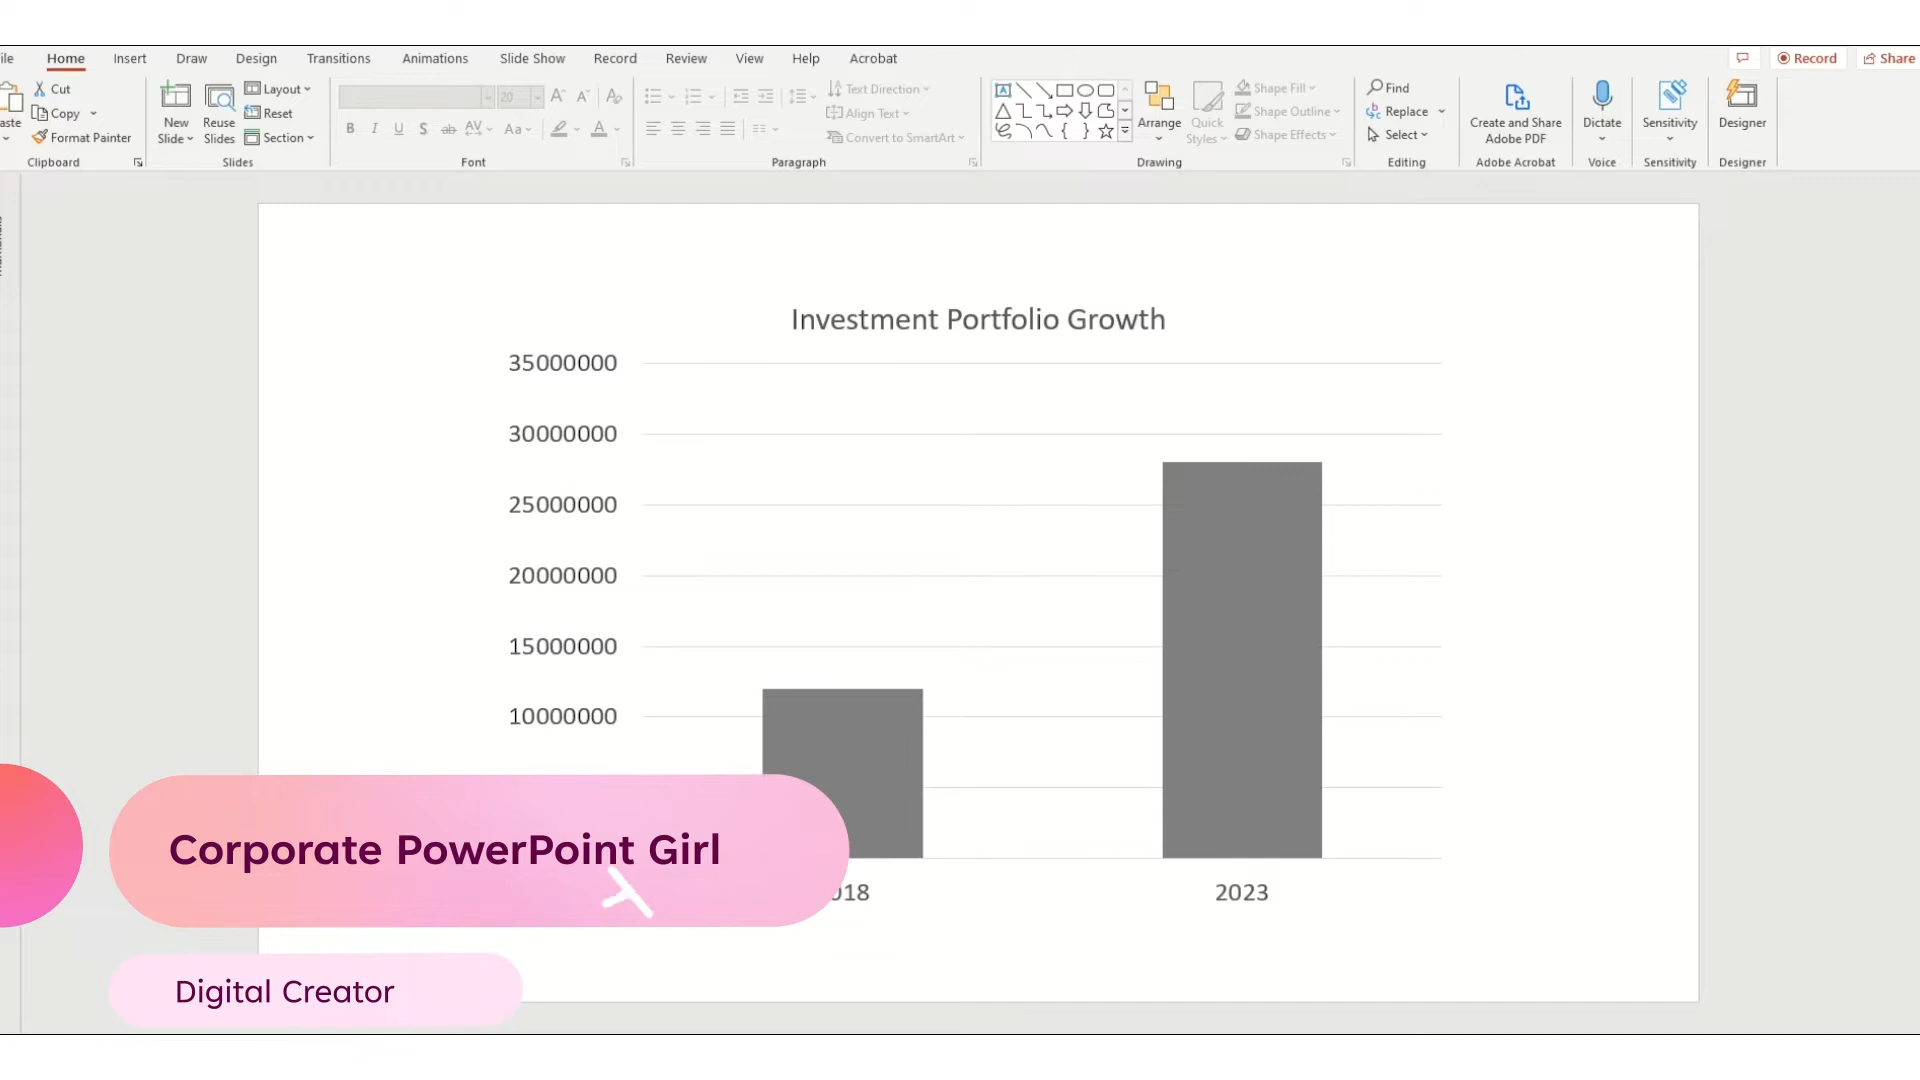 Home Insert Draw Design Transitions Animations Slide Show Record Review View Help Acrobat Record Share
Cut
Copy
Format Painter
Clipboard
New Slide
Reuse Slides
Layout
Reset
Section
Slides
20
B I U S ab AV Aa A
Font
Text Direction
Align Text
Convert to SmartArt
Paragraph
Arrange
Quick Styles
Shape Fill
Shape Outline
Shape Effects
Drawing
Find
Replace
Select
Editing
Create and Share
Adobe PDF
Adobe Acrobat
Dictate
Voice
Sensitivity
Sensitivity
Designer
Designer
Investment Portfolio Growth
35000000
30000000
25000000
20000000
15000000
10000000
2023
Corporate PowerPoint Girl
Digital Creator